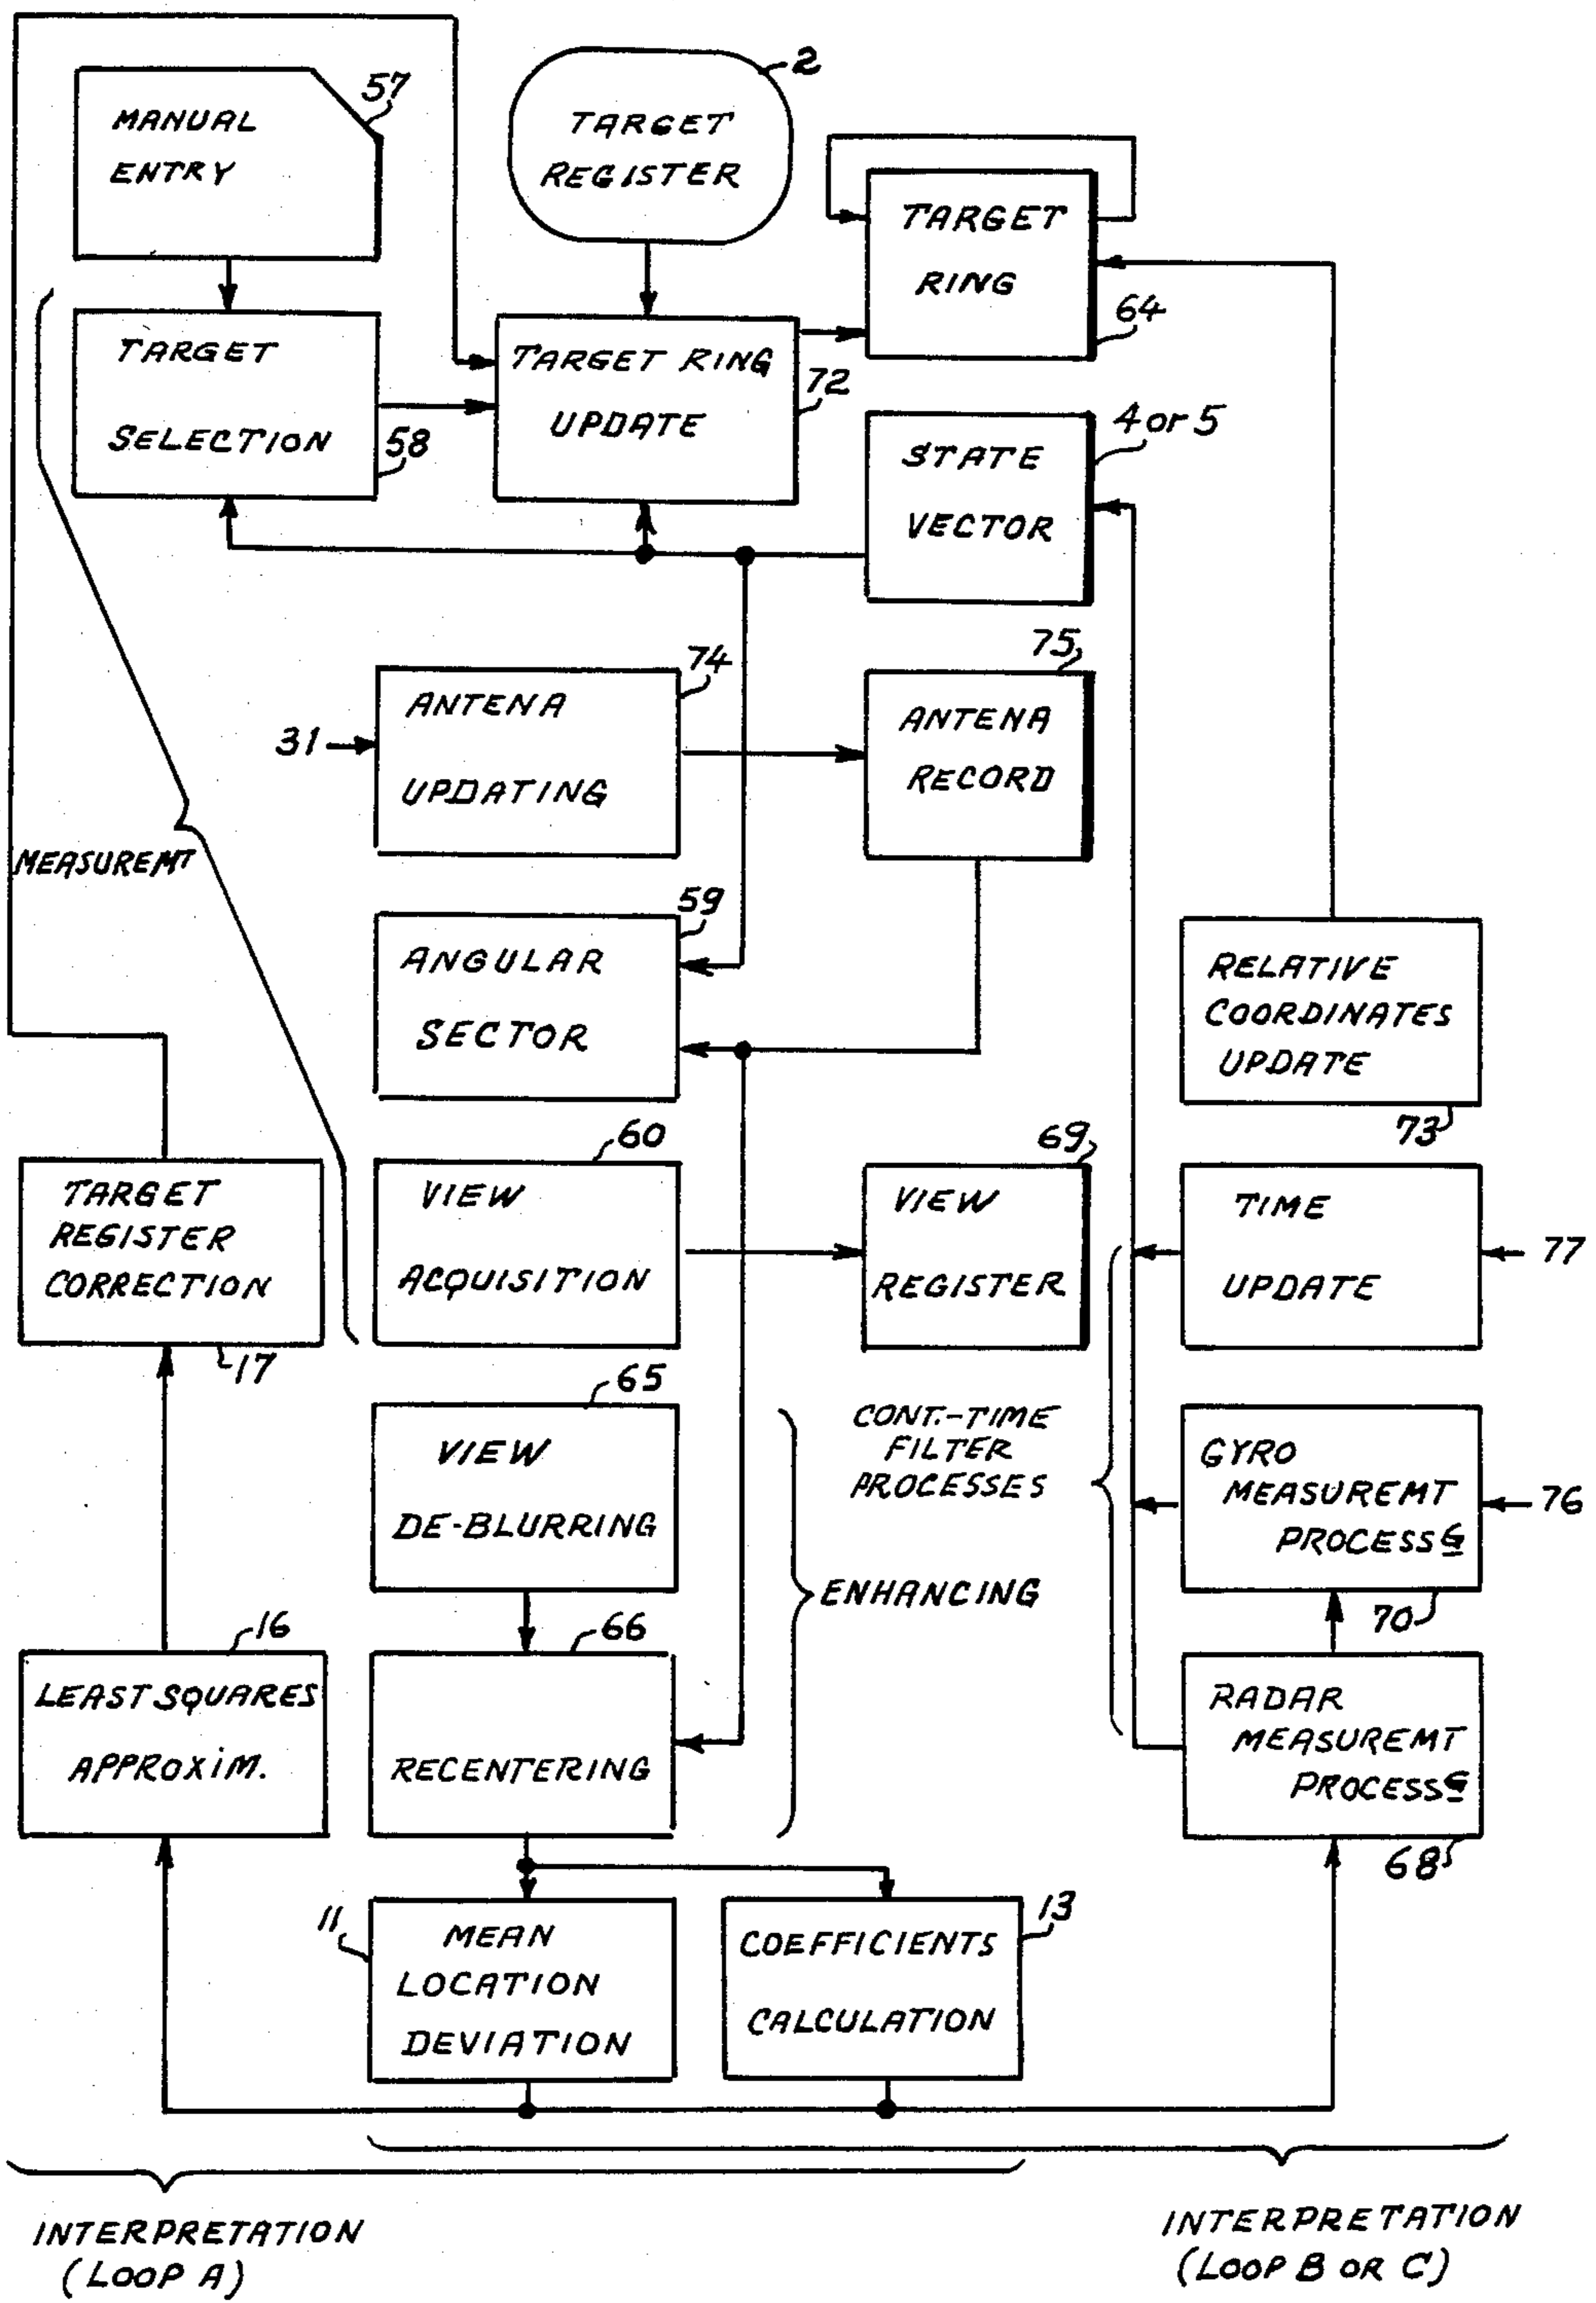 2
57
MANUAL
ENTRY
TARGET
REGISTER
TARGET
RING
64
TARGET
SELECTION
58
TARGET RING
UPDATE
72
4 or 5
STATE
VECTOR
74
75
ANTENA
UPDATING
31
ANTENA
RECORD
MEASUREMT
59
ANGULAR
SECTOR
RELATIVE
COORDINATES
UPDATE
73
60
69
TARGET
REGISTER
CORRECTION
17
VIEW
ACQUISITION
VIEW
REGISTER
TIME
UPDATE
77
65
VIEW
DE-BLURRING
CONT.-TIME
FILTER
PROCESSES
GYRO
MEASUREMT
PROCESSG
76
70
ENHANCING
16
66
LEAST SQUARES
APPROXIM.
RECENTERING
RADAR
MEASUREMT
PROCESSG
68
11
13
MEAN
LOCATION
DEVIATION
COEFFICIENTS
CALCULATION
INTERPRETATION
(LOOP A)
INTERPRETATION
(LOOP B OR C)